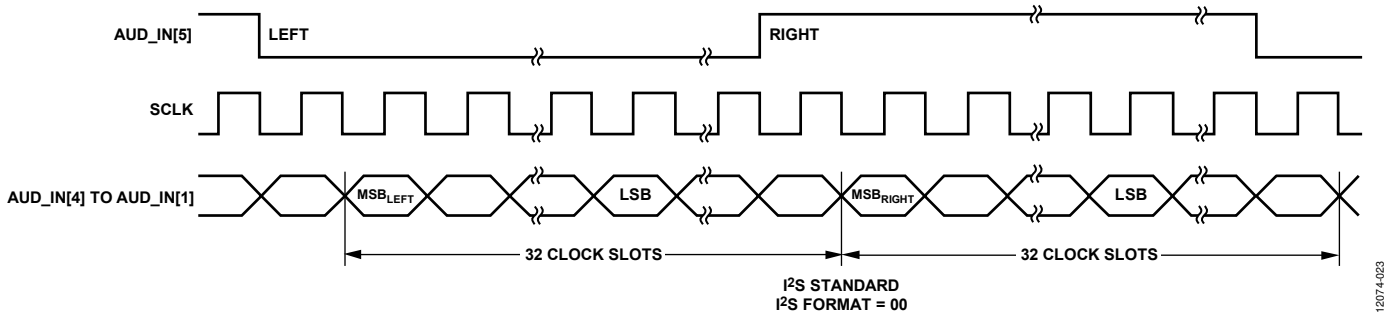 AUD_IN[5]
LEFT
RIGHT
SCLK
AUD_IN[4] TO AUD_IN[1]
MSBLEFT
LSB
MSBRIGHT
LSB
32 CLOCK SLOTS
32 CLOCK SLOTS
I2S STANDARD
I2S FORMAT = 00
12074-023